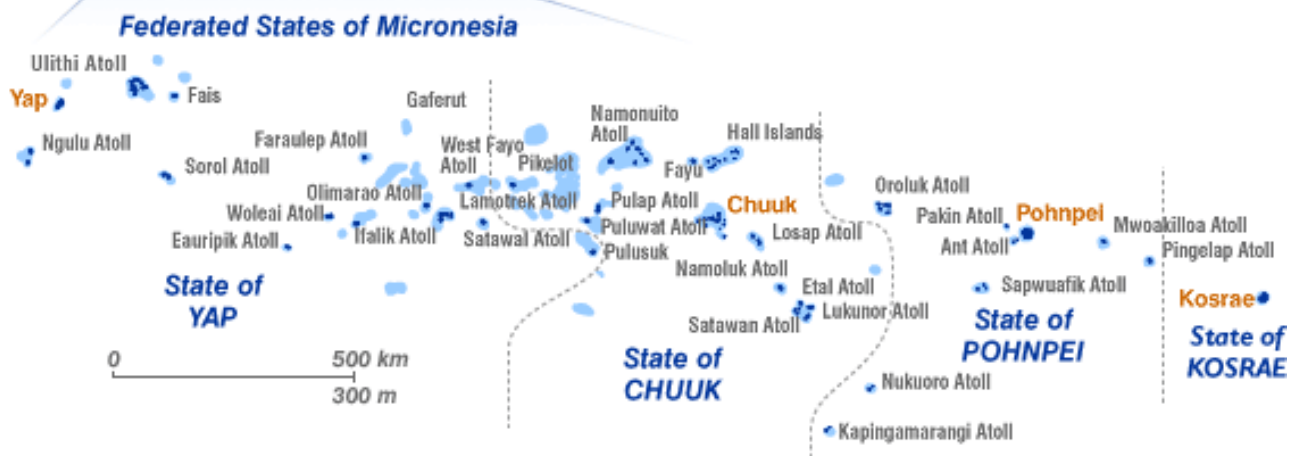 Federated States of Micronesia
Ulithi Atoll
Yap
Fais
Gaferut
Namonuito
Atoll
Hall Islands
Ngulu Atoll
Faraulep Atoll
West Fayo
Atoll
Pikelot
Fayu
Sorol Atoll
Olimarao Atoll
Lamotrek Atoll
Pulap Atoll
Chuuk
Oroluk Atoll
Woleai Atoll
Puluwat Atoll
Pakin Atoll
Pohnpei
Mwoakilloa Atoll
Eauripik Atoll
Ifalik Atoll
Satawal Atoll
Losap Atoll
Ant Atoll
Pingelap Atoll
Pulusuk
Namoluk Atoll
State of
YAP
Etal Atoll
Sapwuafik Atoll
Kosrae
Lukunor Atoll
Satawan Atoll
State of
POHNPEI
State of
KOSRAE
0 500 km
300 m
State of
CHUUK
Nukuoro Atoll
Kapingamarangi Atoll